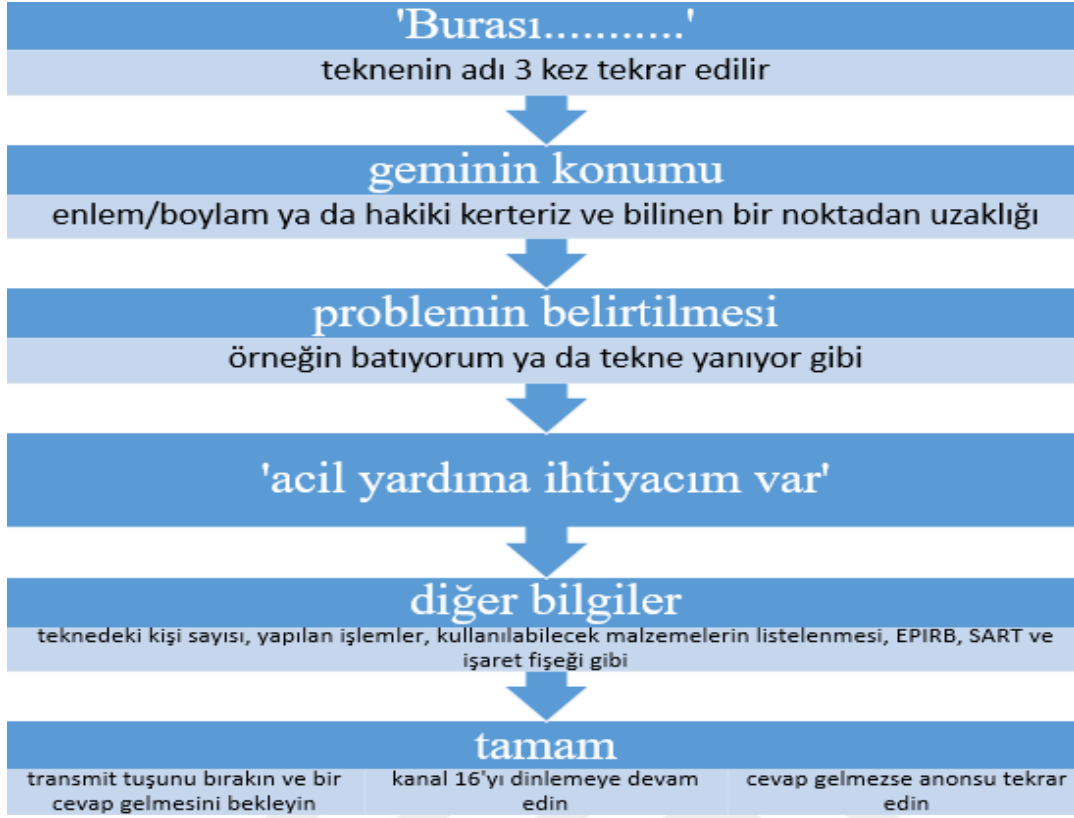 'Burası...........'
teknenin adı 3 kez tekrar edilir
geminin konumu
enlem/boylam ya da hakiki kerteriz ve bilinen bir noktadan uzaklığı
problemin belirtilmesi
örneğin batıyorum ya da tekne yanıyor gibi
'acil yardıma ihtiyacım var'
diğer bilgiler
teknedeki kişi sayısı, yapılan işlemler, kullanılabilecek malzemelerin listelenmesi, EPIRB, SART ve
işaret fişeği gibi
tamam
transmit tuşunu bırakın ve bir
cevap gelmesini bekleyin
kanal 16'yı dinlemeye devam
edin
cevap gelmezse anonsu tekrar
edin